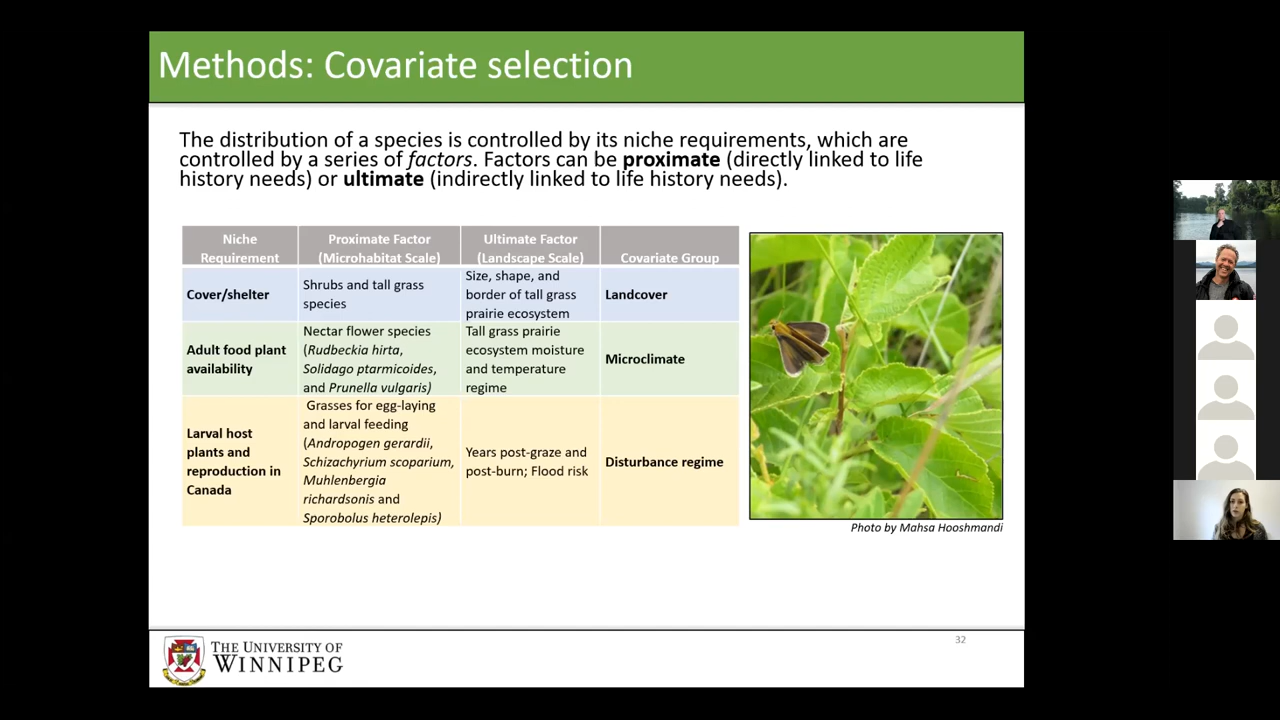 Methods: Covariate selection
The distribution of a species is controlled by its niche requirements, which are
controlled by a series of factors. Factors can be proximate (directly linked to life
history needs) or ultimate (indirectly linked to life history needs).
Niche
Requirement
Proximate Factor
(Microhabitat Scale)
Ultimate Factor
(Landscape Scale)
Covariate Group
Cover/shelter
Shrubs and tall grass
species
Size, shape, and
border of tall grass
prairie ecosystem
Landcover
Adult food plant
availability
Nectar flower species
(Rudbeckia hirta,
Solidago ptarmicoides,
and Prunella vulgaris)
Tall grass prairie
ecosystem moisture
and temperature
regime
Microclimate
Larval host
plants and
reproduction in
Canada
Grasses for egg-laying
and larval feeding
(Andropogen gerardii,
Schizachyrium scoparium,
Muhlenbergia
richardsonis and
Sporobolus heterolepis)
Years post-graze and
post-burn; Flood risk
Disturbance regime
Photo by Mahsa Hooshmandi
32
THE UNIVERSITY OF
WINNIPEG